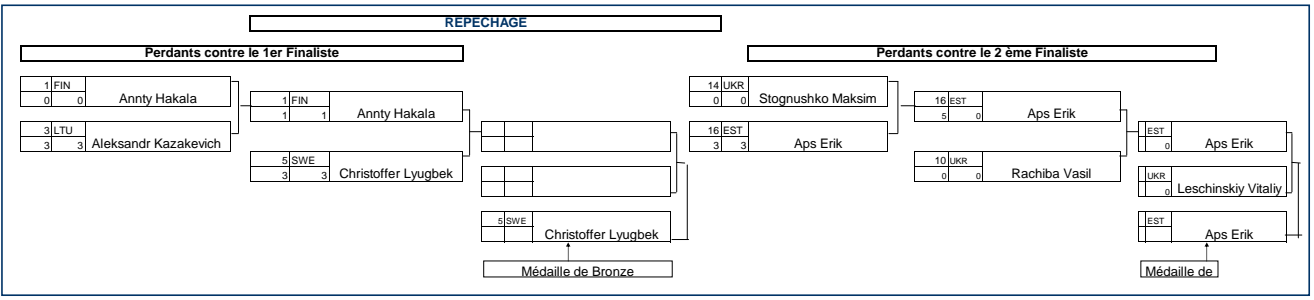 REPECHAGE
Perdants contre le 1er Finaliste
Perdants contre le 2 ème Finaliste
1 FIN
0 0 Annty Hakala
3 LTU
3 3 Aleksandr Kazakevich
1 FIN
1 1 Annty Hakala
5 SWE
3 3 Christoffer Lyugbek
5 SWE
Christoffer Lyugbek
Médaille de Bronze
14 UKR
0 0 Stognushko Maksim
16 EST
3 3 Aps Erik
16 EST
5 0 Aps Erik
10 UKR
0 0 Rachiba Vasil
EST
0 Aps Erik
UKR
0 Leschinskiy Vitaliy
EST
Aps Erik
Médaille de